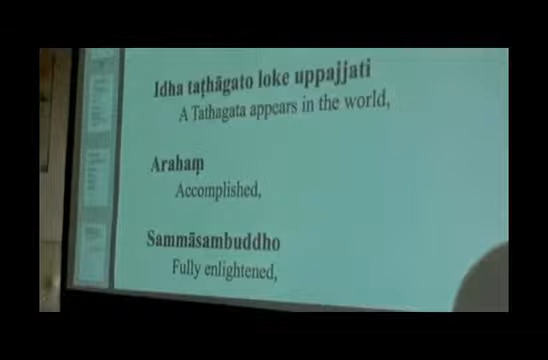 Idha taṭhāgato loke uppajjati
A Tathagata appears in the world,
Arahaṃ
Accomplished,
Sammāsambuddho
Fully enlightened,